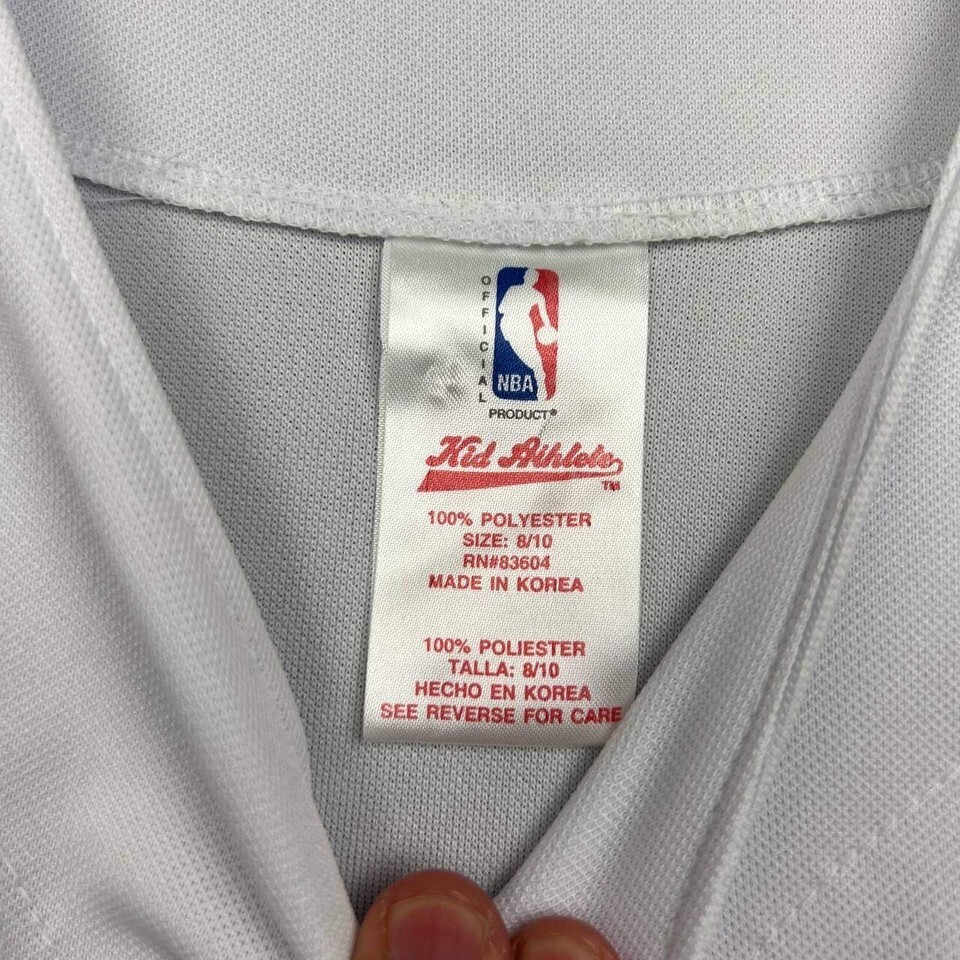 OFFICIAL
NBA
PRODUCT®
Kid Athlete
TM
100% POLYESTER
SIZE: 8/10
RN#83604
MADE IN KOREA
100% POLIESTER
TALLA: 8/10
HECHO EN KOREA
SEE REVERSE FOR CARE